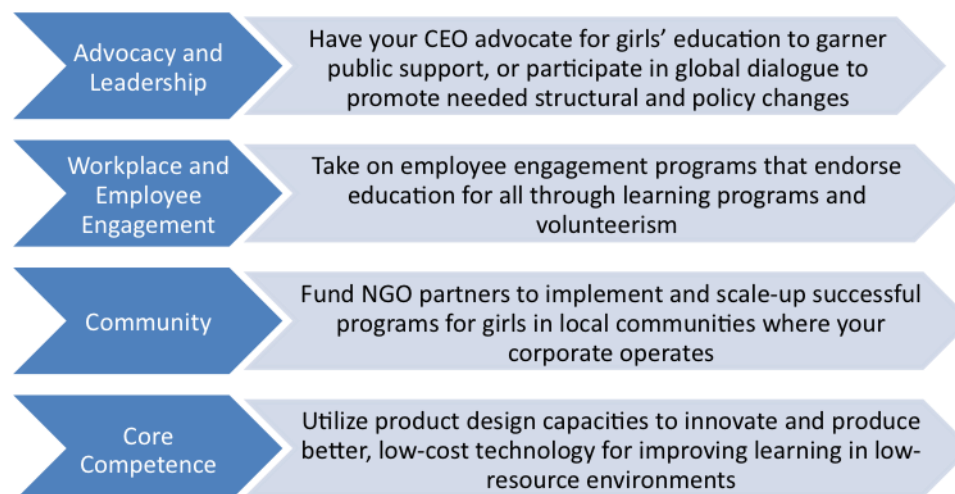 Advocacy and
Leadership
Have your CEO advocate for girls’ education to garner
public support, or participate in global dialogue to
promote needed structural and policy changes
Workplace and
Employee
Engagement
Take on employee engagement programs that endorse
education for all through learning programs and
volunteerism
Community
Fund NGO partners to implement and scale-up successful
programs for girls in local communities where your
corporate operates
Core
Competence
Utilize product design capacities to innovate and produce
better, low-cost technology for improving learning in low-
resource environments